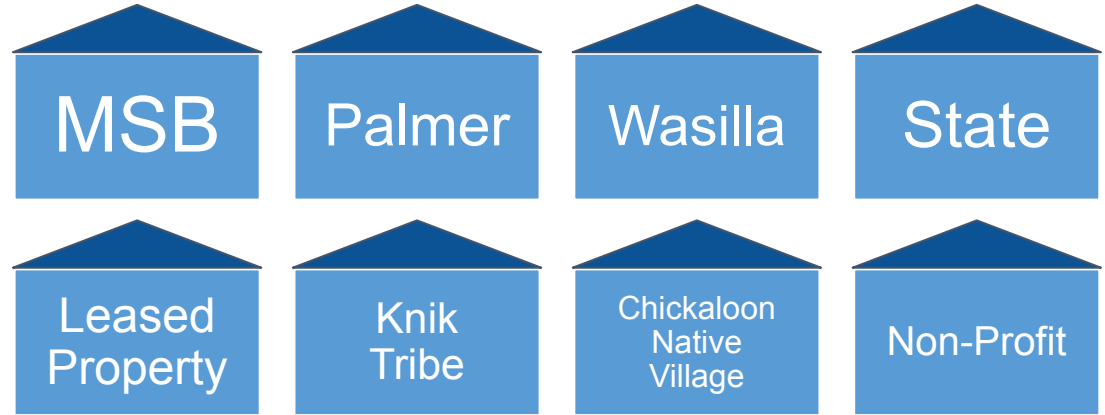 MSB
Palmer
Wasilla
State
Leased
Property
Knik
Tribe
Chickaloon
Native
Village
Non-Profit